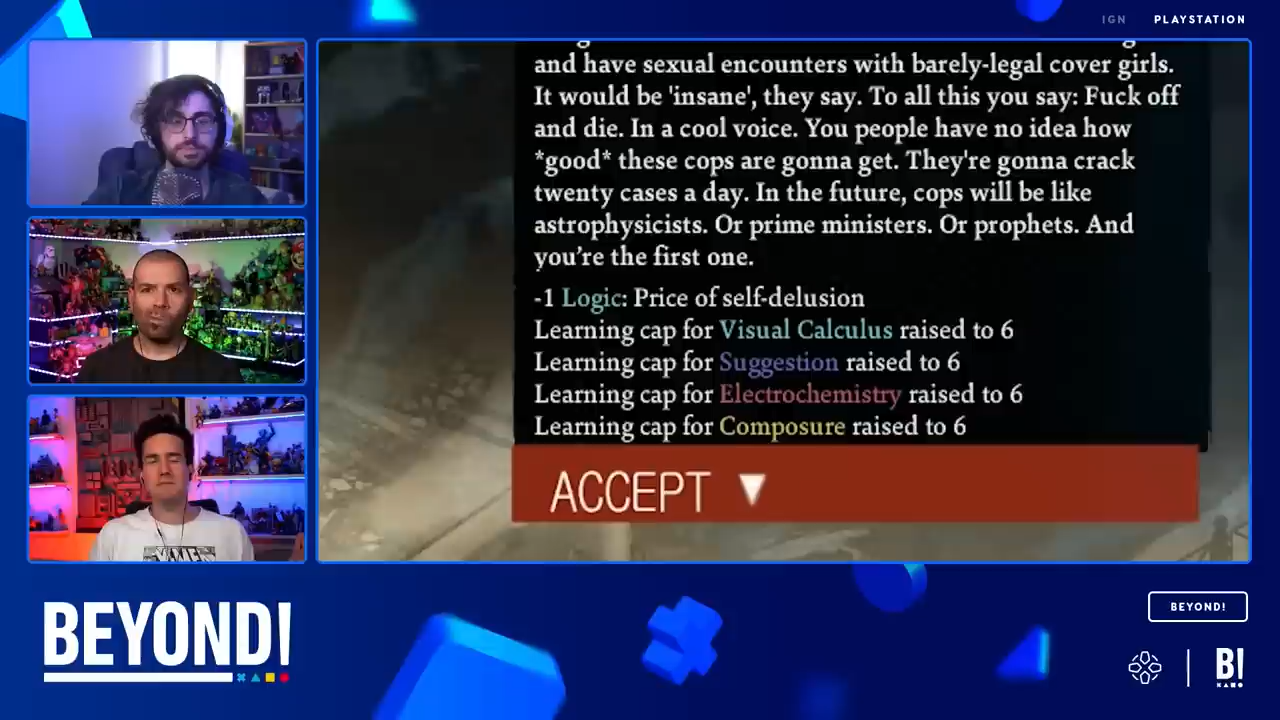 IGN PLAYSTATION
and have sexual encounters with barely-legal cover girls.
It would be 'insane', they say. To all this you say: Fuck off
and die. In a cool voice. You people have no idea how
*good* these cops are gonna get. They're gonna crack
twenty cases a day. In the future, cops will be like
astrophysicists. Or prime ministers. Or prophets. And
you're the first one.
-1 Logic: Price of self-delusion
Learning cap for Visual Calculus raised to 6
Learning cap for Suggestion raised to 6
Learning cap for Electrochemistry raised to 6
Learning cap for Composure raised to 6
ACCEPT
BEYOND!
BEYOND!
B!